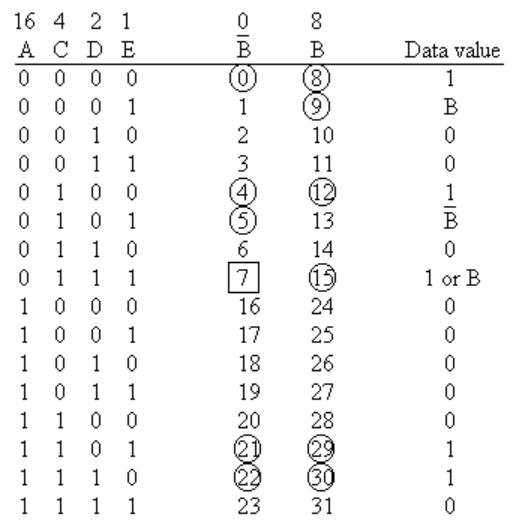 16 4 2 1 0 8
A C D E B̅ B Data value
0 0 0 0 0 8 1
0 0 0 1 1 9 B
0 0 1 0 2 10 0
0 0 1 1 3 11 0
0 1 0 0 4 12 1
0 1 0 1 5 13 B̅
0 1 1 0 6 14 0
0 1 1 1 7 15 1 or B
1 0 0 0 16 24 0
1 0 0 1 17 25 0
1 0 1 0 18 26 0
1 0 1 1 19 27 0
1 1 0 0 20 28 0
1 1 0 1 21 29 1
1 1 1 0 22 30 1
1 1 1 1 23 31 0